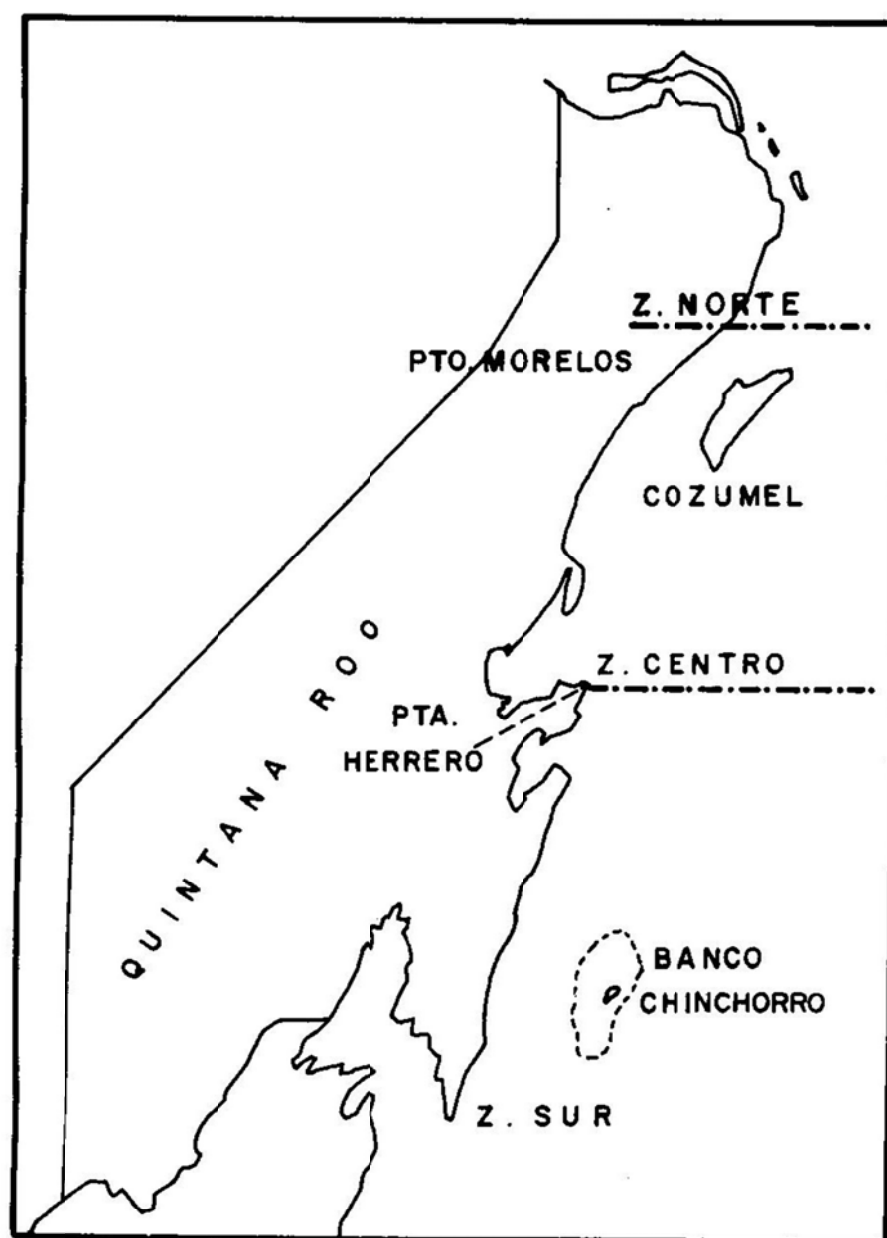 Z. NORTE
PTO. MORELOS
COZUMEL
QUINTANA ROO
Z. CENTRO
PTA.
HERRERO
BANCO
CHINCHORRO
Z. SUR